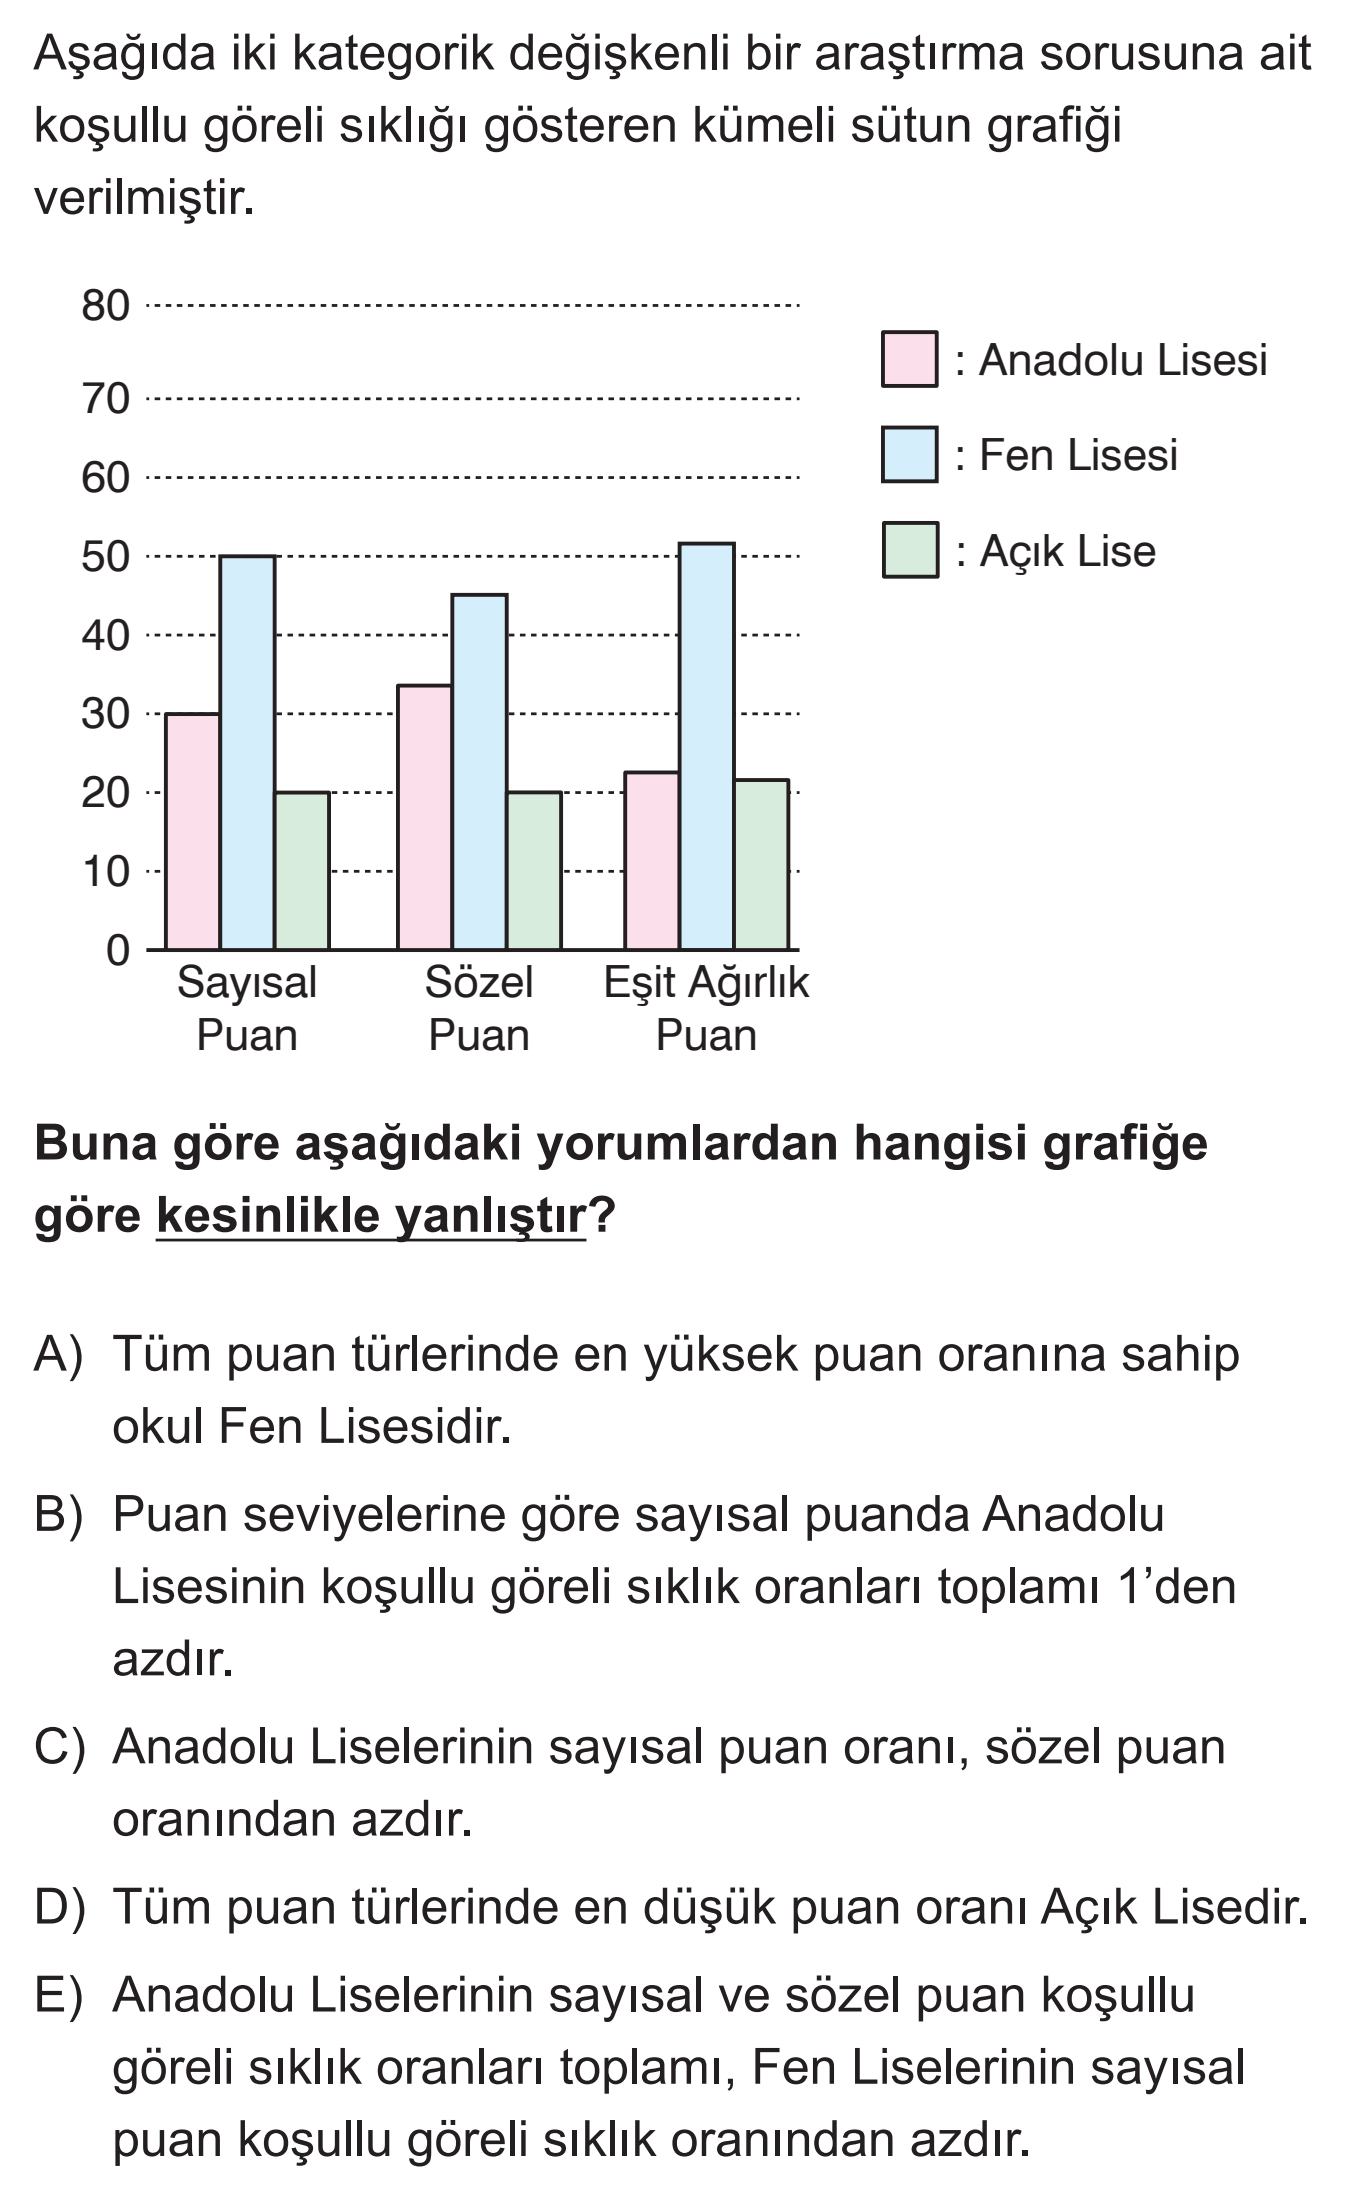 Aşağıda iki kategorik değişkenli bir araştırma sorusuna ait
koşullu göreli sıklığı gösteren kümeli sütun grafiği
verilmiştir.
80
70
60
50
40
30
20
10
0
Sayısal
Puan
Sözel
Puan
Eşit Ağırlık
Puan
: Anadolu Lisesi
: Fen Lisesi
: Açık Lise
Buna göre aşağıdaki yorumlardan hangisi grafiğe
göre kesinlikle yanlıştır?
A) Tüm puan türlerinde en yüksek puan oranına sahip
okul Fen Lisesidir.
B) Puan seviyelerine göre sayısal puanda Anadolu
Lisesinin koşullu göreli sıklık oranları toplamı 1’den
azdır.
C) Anadolu Liselerinin sayısal puan oranı, sözel puan
oranından azdır.
D) Tüm puan türlerinde en düşük puan oranı Açık Lisedir.
E) Anadolu Liselerinin sayısal ve sözel puan koşullu
göreli sıklık oranları toplamı, Fen Liselerinin sayısal
puan koşullu göreli sıklık oranından azdır.